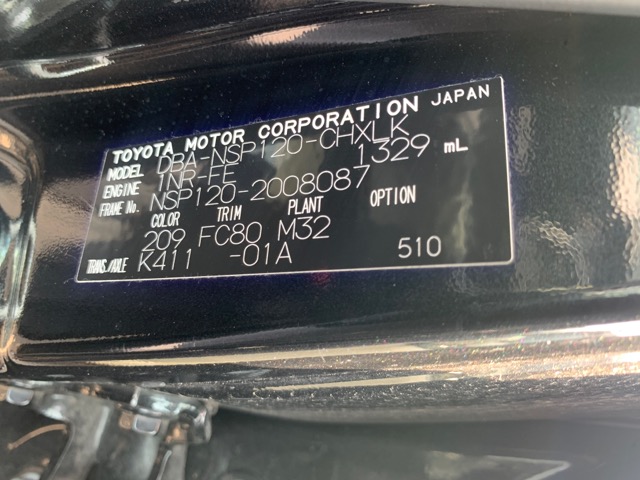 TOYOTA MOTOR CORPORATION JAPAN
MODEL DBA-NSP120-CHXLK
ENGINE 1NR-FE 1329 mL
FRAME No. NSP120-2008087
COLOR TRIM PLANT OPTION
209 FC80 M32
TRANS./AXLE K411 -01A 510